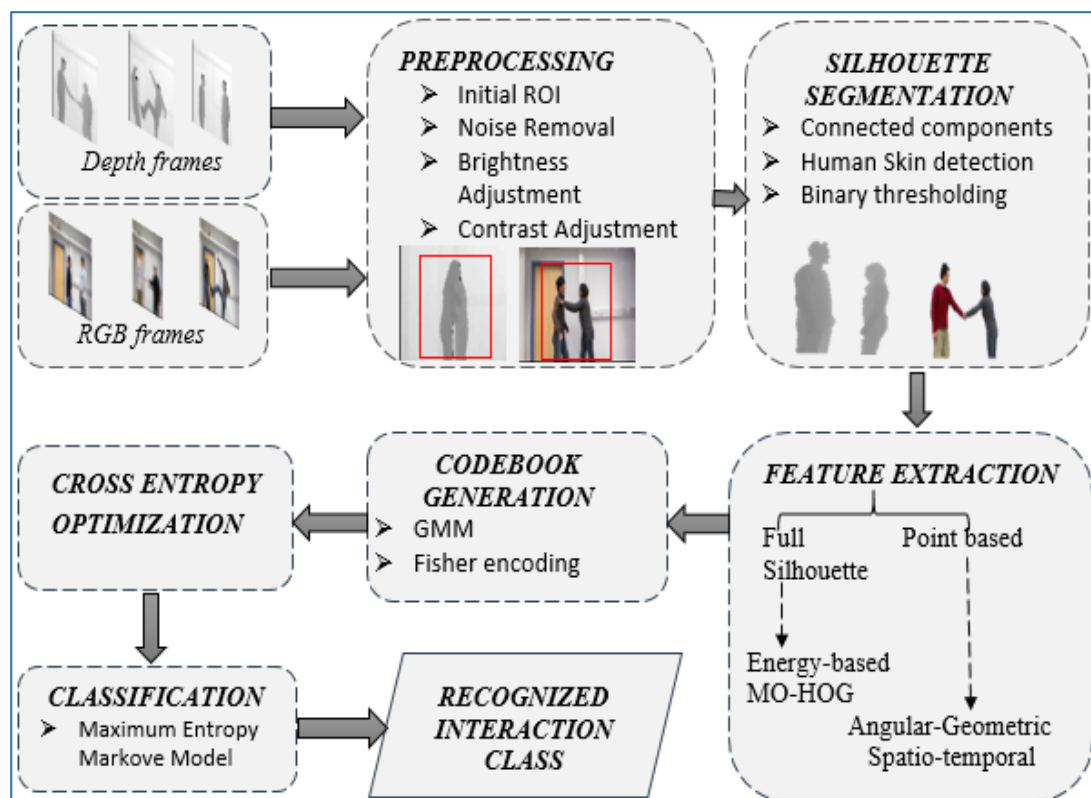 Depth frames
RGB frames
PREPROCESSING
➢ Initial ROI
➢ Noise Removal
➢ Brightness
Adjustment
➢ Contrast Adjustment
SILHOUETTE
SEGMENTATION
➢ Connected components
➢ Human Skin detection
➢ Binary thresholding
FEATURE EXTRACTION
Full
Silhouette
Point based
Energy-based
MO-HOG
Angular-Geometric
Spatio-temporal
CODEBOOK
GENERATION
➢ GMM
➢ Fisher encoding
CROSS ENTROPY
OPTIMIZATION
CLASSIFICATION
➢ Maximum Entropy
Markove Model
RECOGNIZED
INTERACTION
CLASS